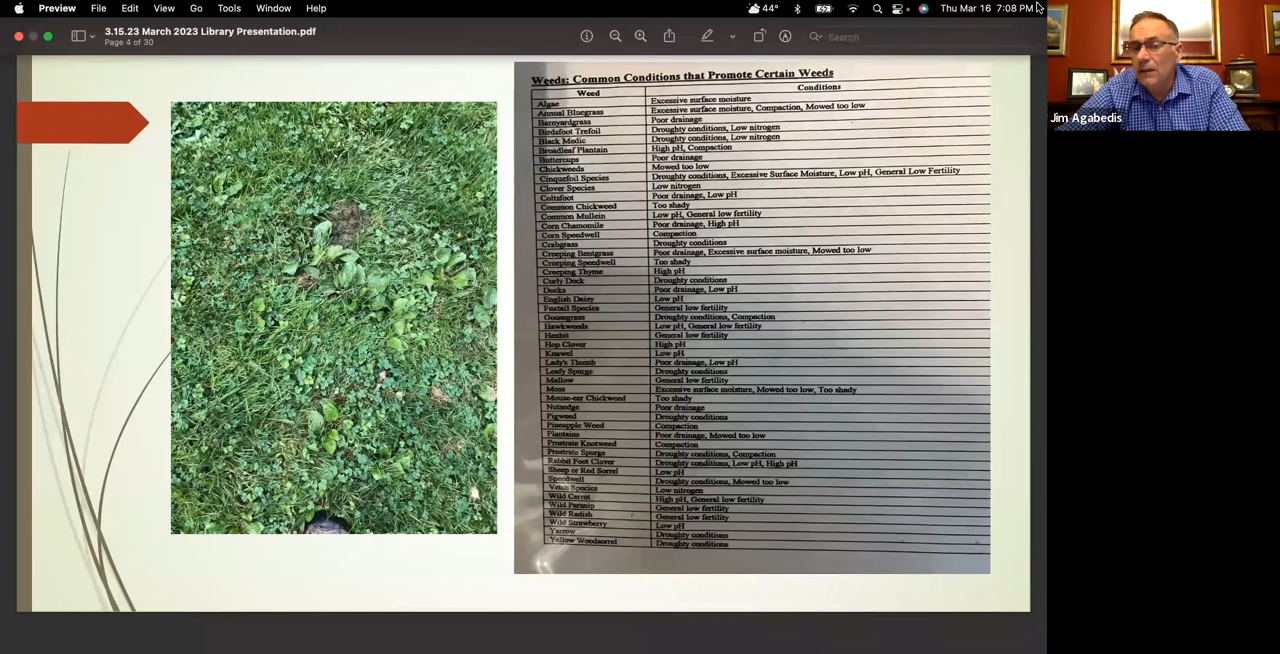 Preview File Edit View Go Tools Window Help 44° Thu Mar 16 7:08 PM
3.15.23 March 2023 Library Presentation.pdf
Page 4 of 30
Search
Jim Agabedis
Weeds: Common Conditions that Promote Certain Weeds
Weed Conditions
Algae Excessive surface moisture
Annual Bluegrass Excessive surface moisture, Compaction, Mowed too low
Barnyardgrass Poor drainage
Birdsfoot Trefoil Droughty conditions, Low nitrogen
Black Medic Droughty conditions, Low nitrogen
Broadleaf Plantain High pH, Compaction
Buttercups Poor drainage
Chickweeds Mowed too low
Cinquefoil Species Droughty conditions, Excessive Surface Moisture, Low pH, General Low Fertility
Clover Species Low nitrogen
Coltsfoot Poor drainage, Low pH
Common Chickweed Too shady
Common Mullein Low pH, General low fertility
Corn Chamomile Poor drainage, High pH
Corn Speedwell Compaction
Crabgrass Droughty conditions
Creeping Bentgrass Poor drainage, Excessive surface moisture, Mowed too low
Creeping Speedwell Too shady
Creeping Thyme High pH
Curly Dock Droughty conditions
Docks Poor drainage, Low pH
English Daisy Low pH
Foxtail Species General low fertility
Goosegrass Droughty conditions, Compaction
Hawkweeds Low pH, General low fertility
Henbit General low fertility
Hop Clover High pH
Knawel Low pH
Lady's Thumb Poor drainage, Low pH
Leafy Spurge Droughty conditions
Mallow General low fertility
Moss Excessive surface moisture, Mowed too low, Too shady
Mouse-ear Chickweed Too shady
Nutsedge Poor drainage
Pigweed Droughty conditions
Pineapple Weed Compaction
Plantains Poor drainage, Mowed too low
Prostrate Knotweed Compaction
Prostrate Spurge Droughty conditions, Compaction
Rabbit Foot Clover Droughty conditions, Low pH, High pH
Sheep or Red Sorrel Low pH
Speedwell Droughty conditions, Mowed too low
Vetch Species Low nitrogen
Wild Carrot High pH, General low fertility
Wild Parsnip General low fertility
Wild Radish General low fertility
Wild Strawberry Low pH
Yarrow Droughty conditions
Yellow Woodsorrel Droughty conditions